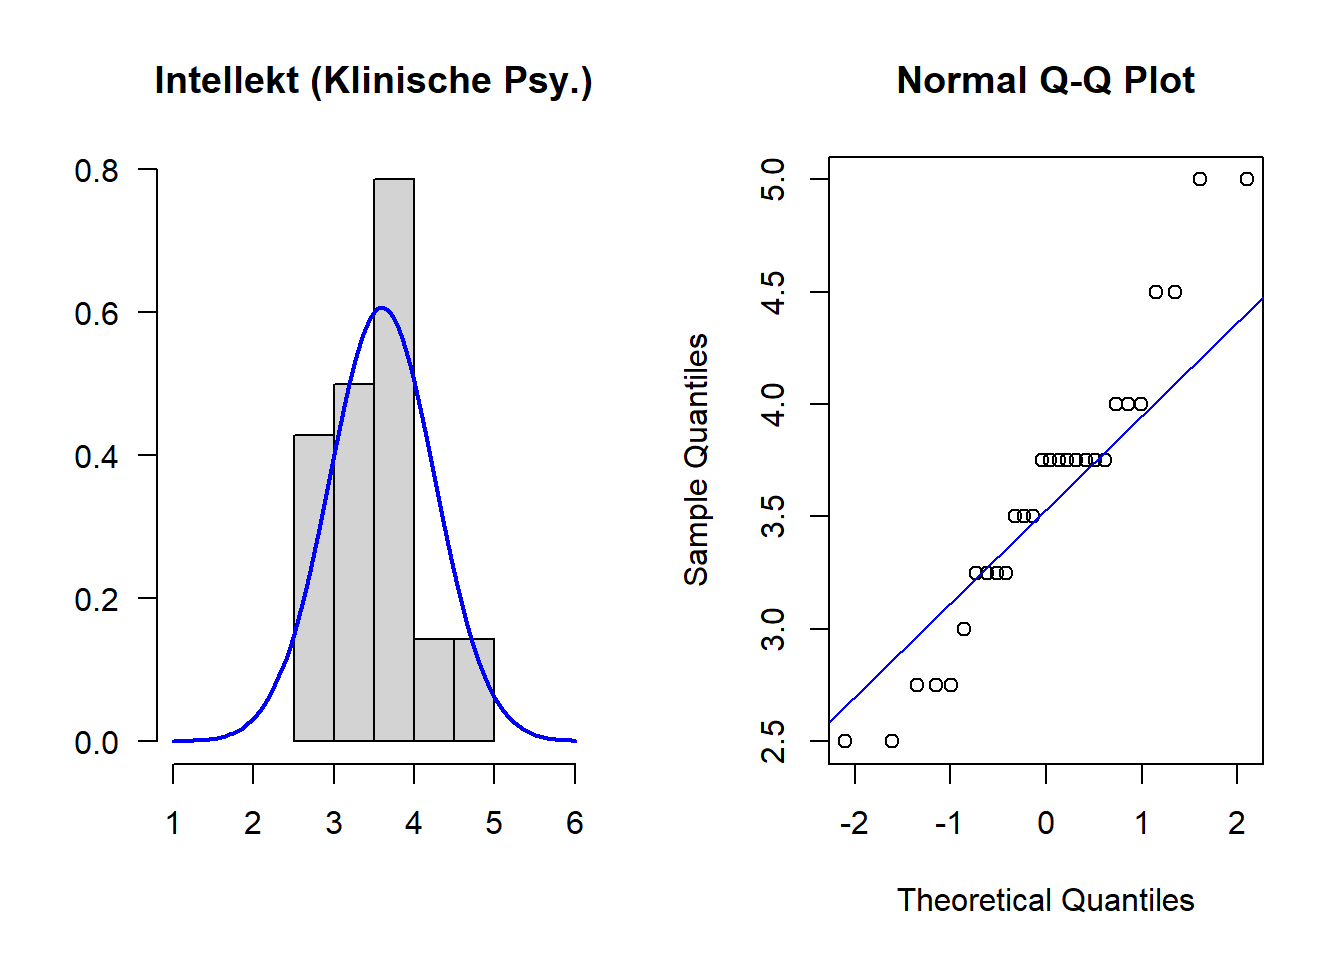 Intellekt (Klinische Psy.)
0.8
0.6
0.4
0.2
0.0
1 2 3 4 5 6
Normal Q-Q Plot
Sample Quantiles
5.0
4.5
4.0
3.5
3.0
2.5
-2 -1 0 1 2
Theoretical Quantiles